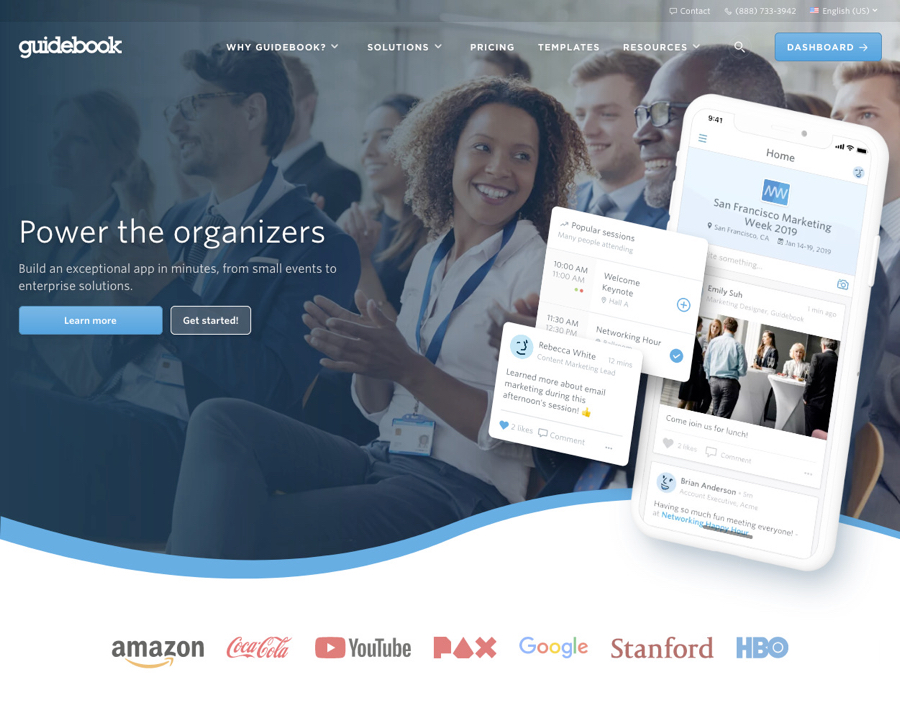 Contact (888) 733-3942 English (US)
guidebook
WHY GUIDEBOOK? SOLUTIONS PRICING TEMPLATES RESOURCES DASHBOARD →
Power the organizers
Build an exceptional app in minutes, from small events to
enterprise solutions.
Learn more Get started!
9:41
Home
San Francisco Marketing
Week 2019
San Francisco, CA Jan 14-19, 2019
something...
Emily Suh 1 min ago
Marketing Designer, Guidebook
Come join us for lunch!
2 likes Comment ...
Brian Anderson • 5m
Account Executive, Acme
Having so much fun meeting everyone! -
at Networking Happy Hour
Popular sessions
Many people attending
10:00 AM
11:00 AM
Welcome
Keynote
Hall A
11:30 AM
12:30 PM
Networking Hour
Rebecca White 12 mins
Content Marketing Lead
Learned more about email
marketing during this
afternoon's session! 👍
2 likes Comment ...
amazon Coca-Cola YouTube PAX Google Stanford HBO